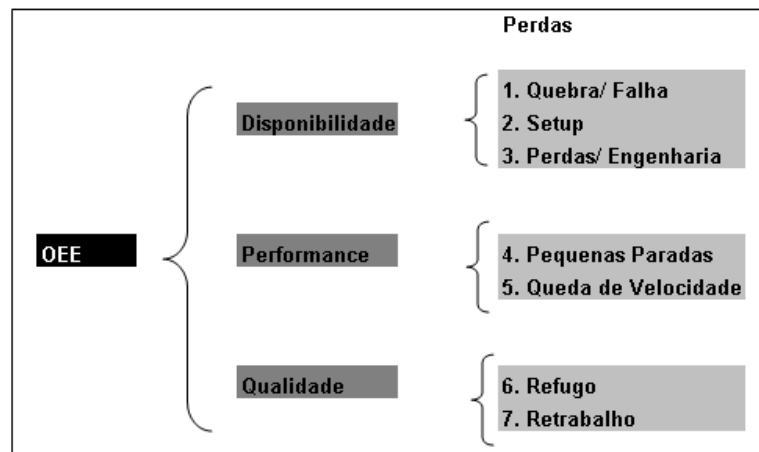 Perdas
1. Quebra/ Falha
Disponibilidade
2. Setup
3. Perdas/ Engenharia
OEE
Performance
4. Pequenas Paradas
5. Queda de Velocidade
Qualidade
6. Refugo
7. Retrabalho